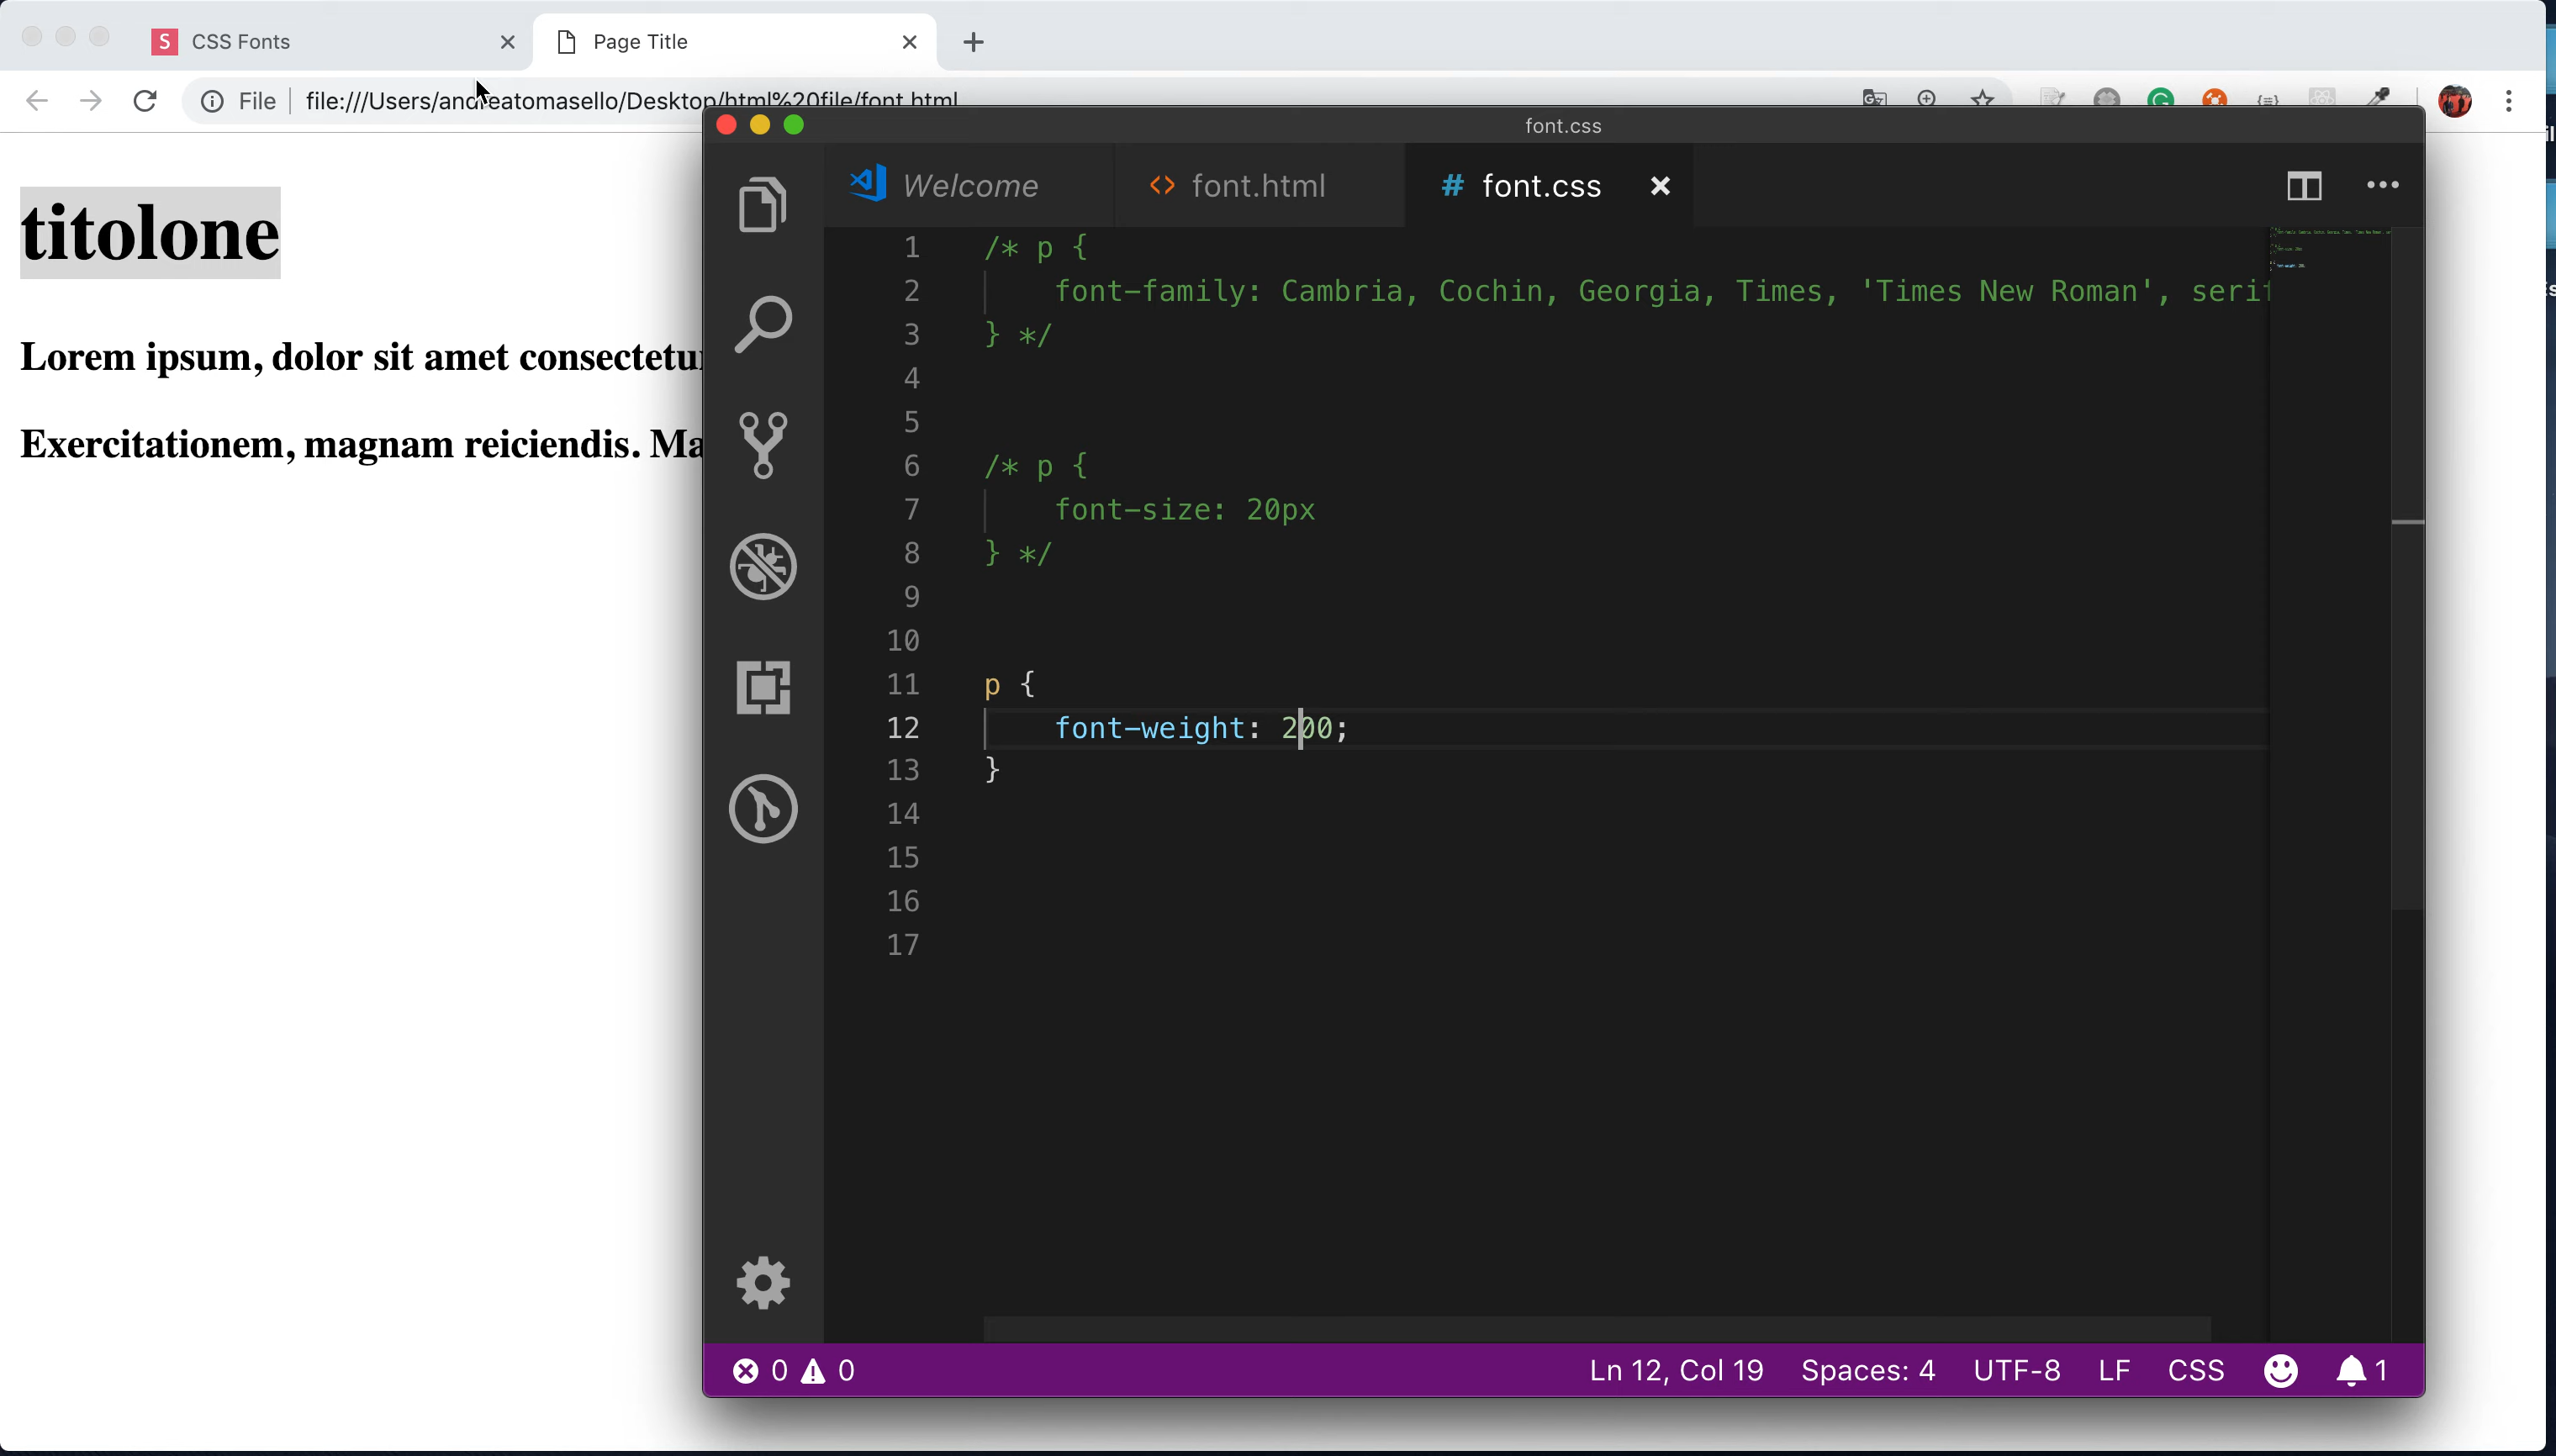 S CSS Fonts
Page Title
File file:///Users/andreatomasello/Desktop/html%20file/font.html
titolone
Lorem ipsum, dolor sit amet consectetur
Exercitationem, magnam reiciendis. Ma
font.css
Welcome
<> font.html
# font.css
1 /* p {
2 font-family: Cambria, Cochin, Georgia, Times, 'Times New Roman', serif
3 } */
4
5
6 /* p {
7 font-size: 20px
8 } */
9
10
11 p {
12 font-weight: 200;
13 }
14
15
16
17
0 0
Ln 12, Col 19 Spaces: 4 UTF-8 LF CSS 1